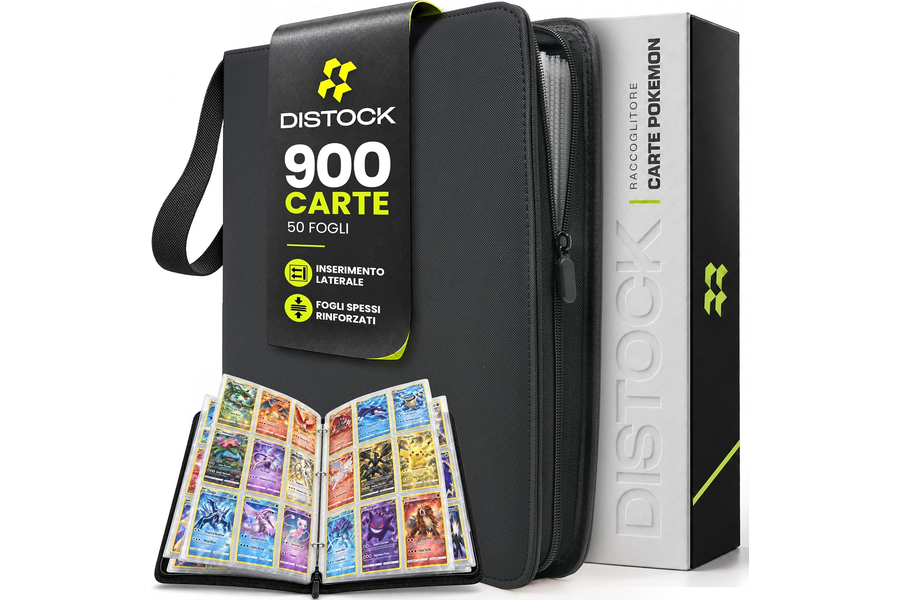 DISTOCK
900
CARTE
50 FOGLI
INSERIMENTO
LATERALE
FOGLI SPESSI
RINFORZATI
RACCOGLITORE
CARTE POKEMON
DISTOCK